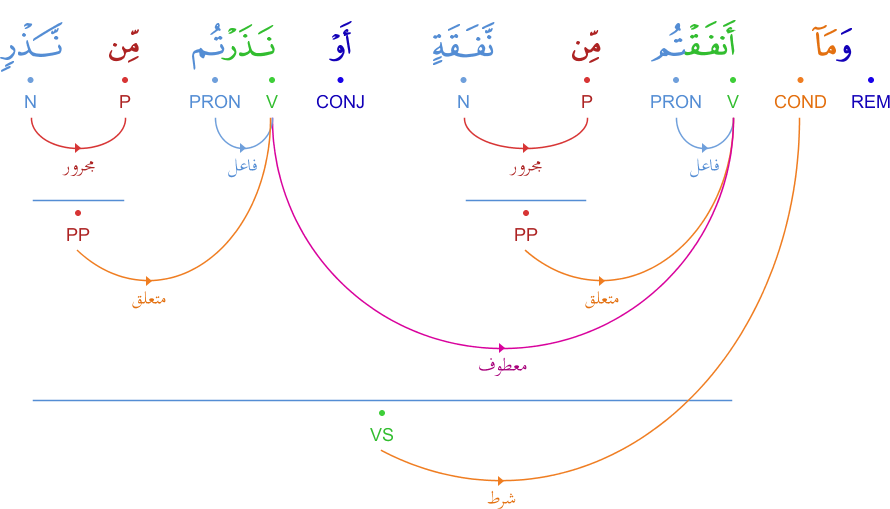 وَمَآ أَنفَقْتُم مِّن نَّفَقَةٍ أَوْ نَذَرْتُم مِّن نَّذْرٍ
REM COND V PRON P N CONJ V PRON P N
فاعل مجرور فاعل مجرور
PP PP
متعلق متعلق
معطوف
VS
شرط